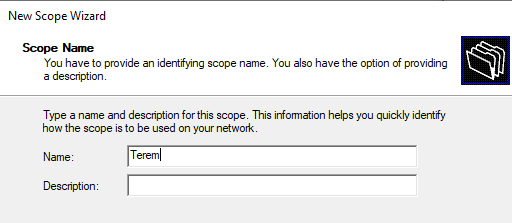 New Scope Wizard
Scope Name
You have to provide an identifying scope name. You also have the option of providing
a description.
Type a name and description for this scope. This information helps you quickly identify
how the scope is to be used on your network.
Name: Terem
Description: